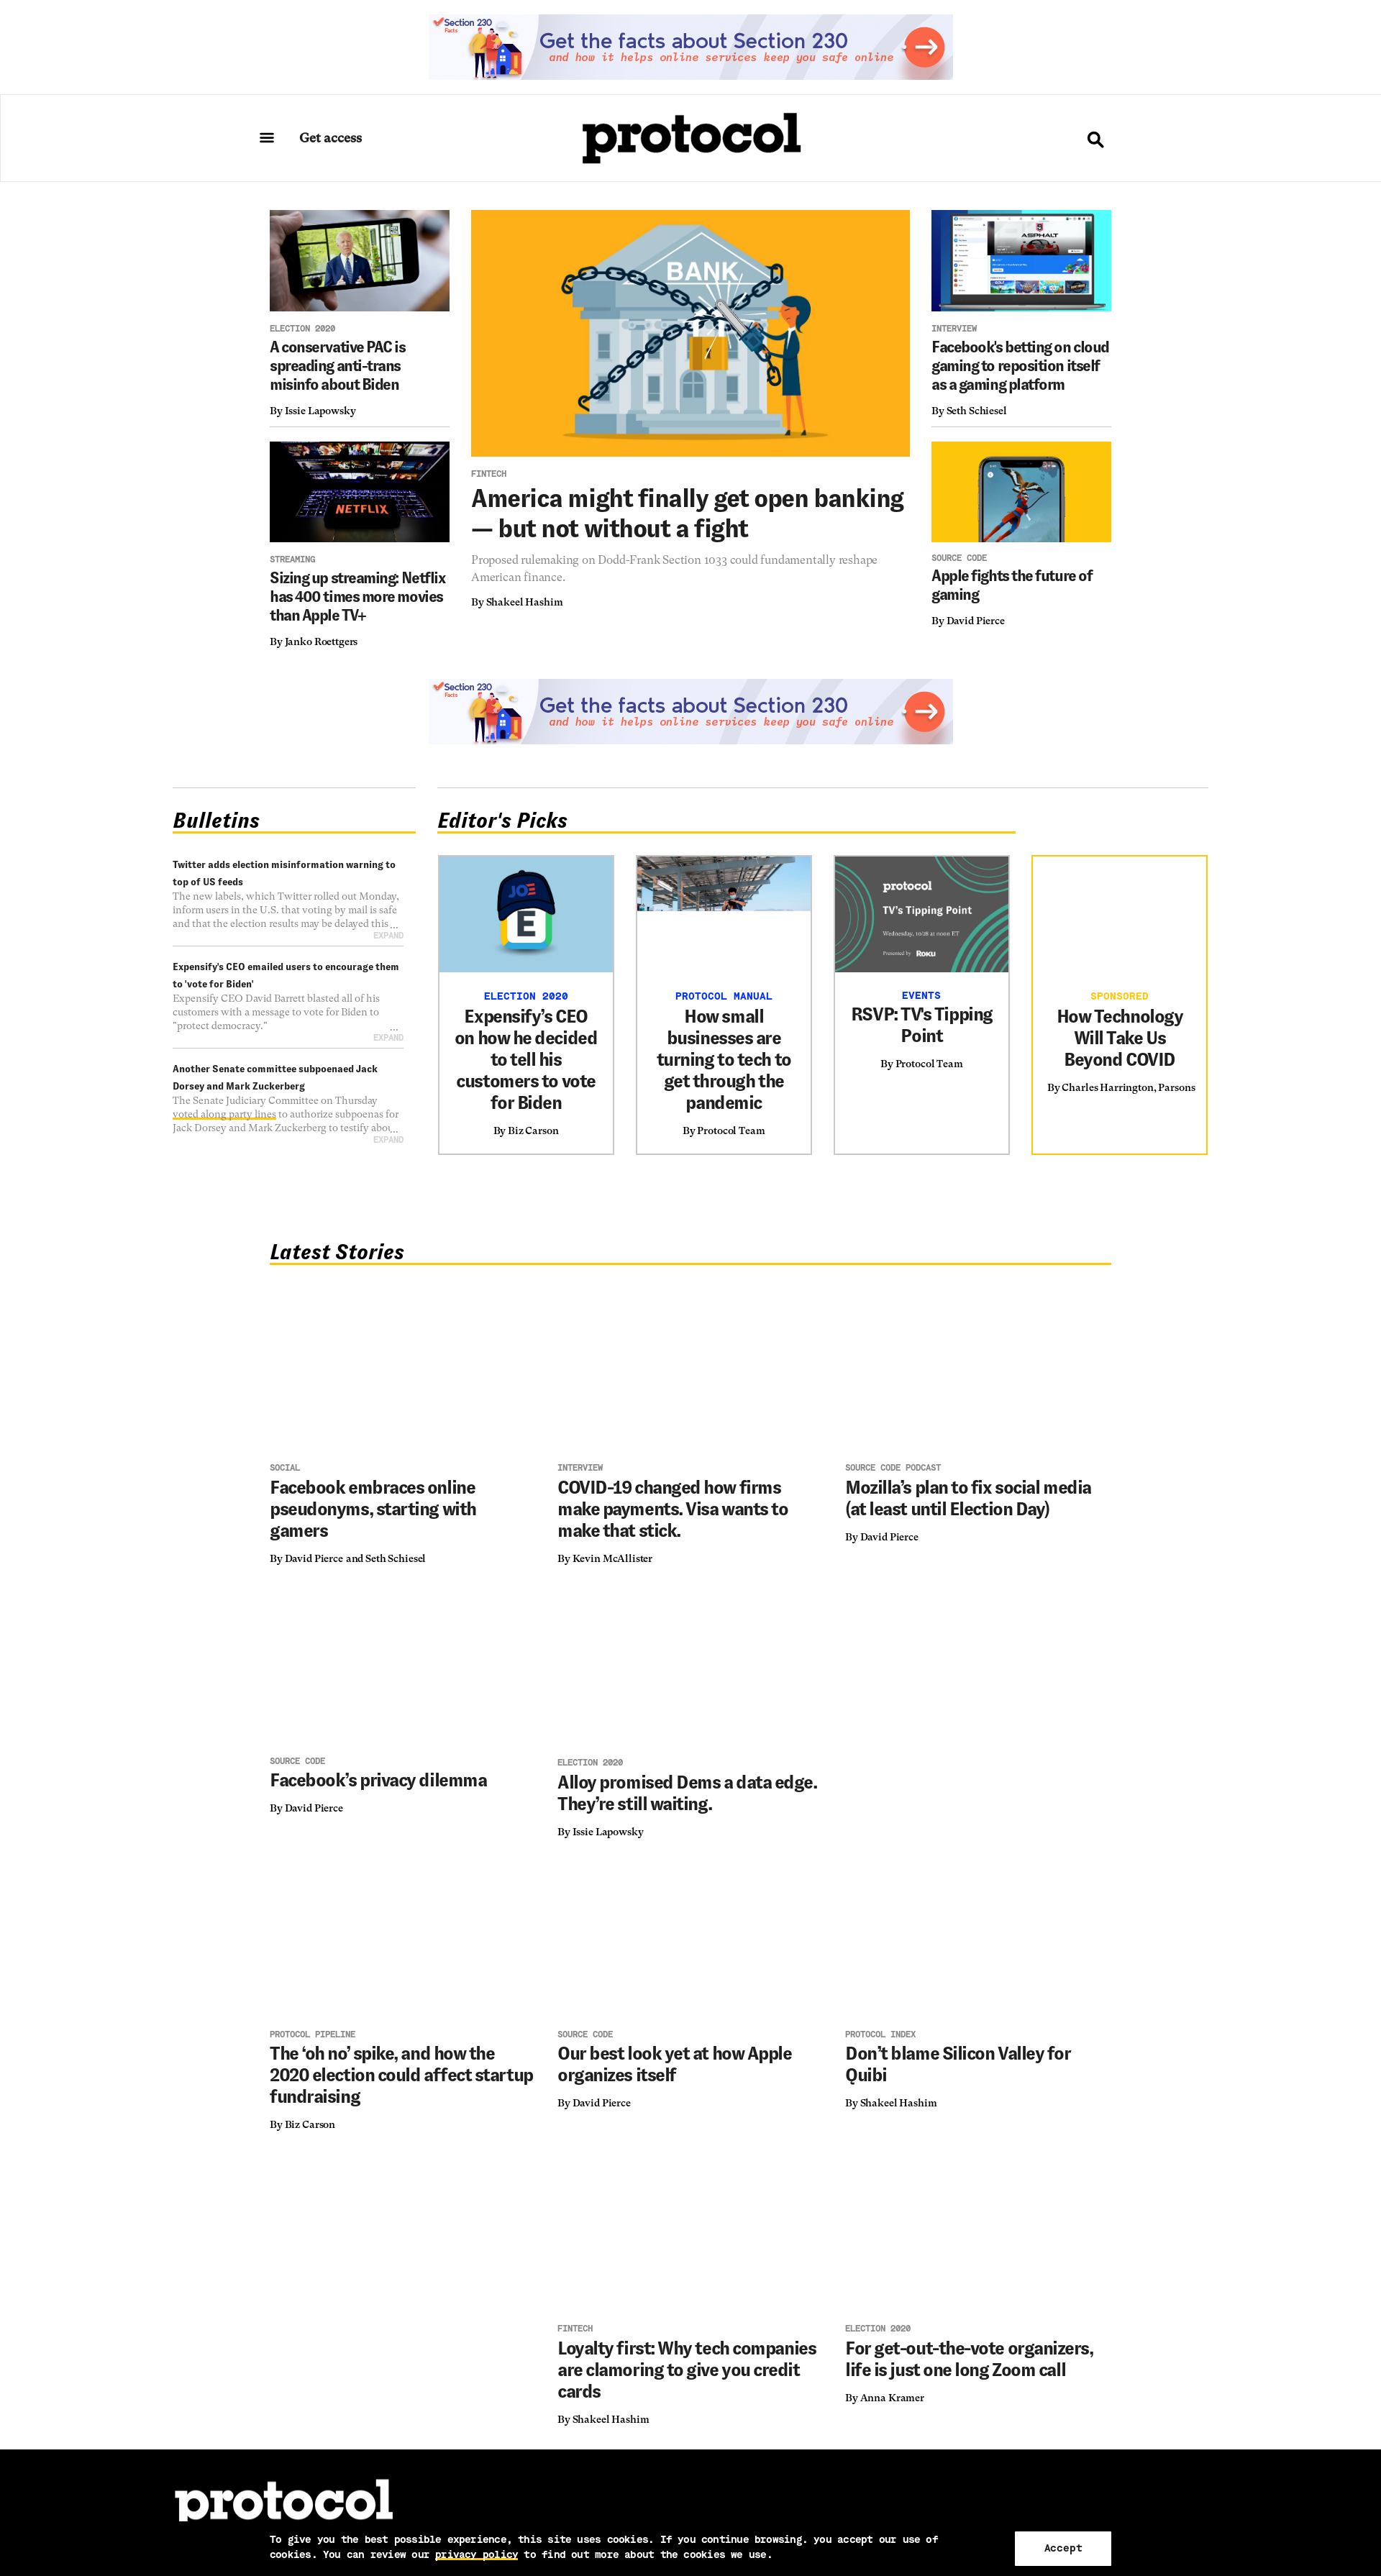 Section 230
Facts
Get the facts about Section 230
and how it helps online services keep you safe online
Get access
protocol
ELECTION 2020
A conservative PAC is
spreading anti-trans
misinfo about Biden
By Issie Lapowsky
NETFLIX
STREAMING
Sizing up streaming: Netflix
has 400 times more movies
than Apple TV+
By Janko Roettgers
BANK
FINTECH
America might finally get open banking
— but not without a fight
Proposed rulemaking on Dodd-Frank Section 1033 could fundamentally reshape
American finance.
By Shakeel Hashim
ASPHALT
INTERVIEW
Facebook's betting on cloud
gaming to reposition itself
as a gaming platform
By Seth Schiesel
SOURCE CODE
Apple fights the future of
gaming
By David Pierce
Section 230
Facts
Get the facts about Section 230
and how it helps online services keep you safe online
Bulletins
Twitter adds election misinformation warning to
top of US feeds
The new labels, which Twitter rolled out Monday,
inform users in the U.S. that voting by mail is safe
and that the election results may be delayed this ...
EXPAND
Expensify's CEO emailed users to encourage them
to 'vote for Biden'
Expensify CEO David Barrett blasted all of his
customers with a message to vote for Biden to
"protect democracy." ...
EXPAND
Another Senate committee subpoenaed Jack
Dorsey and Mark Zuckerberg
The Senate Judiciary Committee on Thursday
voted along party lines to authorize subpoenas for
Jack Dorsey and Mark Zuckerberg to testify abou...
EXPAND
Editor's Picks
JOE
E
ELECTION 2020
Expensify’s CEO
on how he decided
to tell his
customers to vote
for Biden
By Biz Carson
PROTOCOL MANUAL
How small
businesses are
turning to tech to
get through the
pandemic
By Protocol Team
protocol
TV's Tipping Point
Wednesday, 10/28 at noon ET
Presented by Roku
EVENTS
RSVP: TV's Tipping
Point
By Protocol Team
SPONSORED
How Technology
Will Take Us
Beyond COVID
By Charles Harrington, Parsons
Latest Stories
SOCIAL
Facebook embraces online
pseudonyms, starting with
gamers
By David Pierce and Seth Schiesel
INTERVIEW
COVID-19 changed how firms
make payments. Visa wants to
make that stick.
By Kevin McAllister
SOURCE CODE PODCAST
Mozilla’s plan to fix social media
(at least until Election Day)
By David Pierce
SOURCE CODE
Facebook’s privacy dilemma
By David Pierce
ELECTION 2020
Alloy promised Dems a data edge.
They’re still waiting.
By Issie Lapowsky
PROTOCOL PIPELINE
The ‘oh no’ spike, and how the
2020 election could affect startup
fundraising
By Biz Carson
SOURCE CODE
Our best look yet at how Apple
organizes itself
By David Pierce
PROTOCOL INDEX
Don’t blame Silicon Valley for
Quibi
By Shakeel Hashim
FINTECH
Loyalty first: Why tech companies
are clamoring to give you credit
cards
By Shakeel Hashim
ELECTION 2020
For get-out-the-vote organizers,
life is just one long Zoom call
By Anna Kramer
protocol
To give you the best possible experience, this site uses cookies. If you continue browsing. you accept our use of
cookies. You can review our privacy policy to find out more about the cookies we use.
Accept